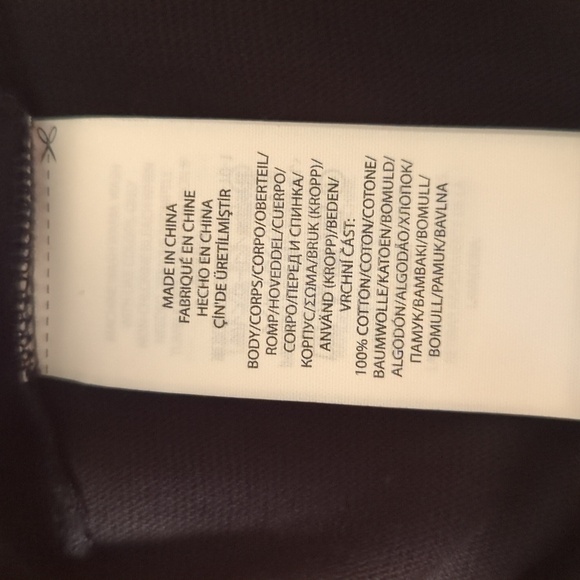 MADE IN CHINA
FABRIQUÉ EN CHINE
HECHO EN CHINA
ÇIN'DE ÜRETİLMİŞTİR
BODY/CORPS/CORPO/OBERTEIL/
ROMP/HOVEDDEL/CUERPO/
CORPO/ПЕРЕД И СПИНКА/
ΚΟΡΠΥС/ΣΩΜΑ/BRUK (KROPP)/
ANVÄND (KROPP)/BEDEN/
VRCHNÍ ČÁST:
100% COTTON/COTON/COTONE/
BAUMWOLLE/KATOEN/BOMULD/
ALGODÓN/ALGODÃO/ХЛОПОК/
ПАМУК/ΒΑΜΒΑΚΙ/BOMULL/
BOMULL/PAMUK/BAVLNA